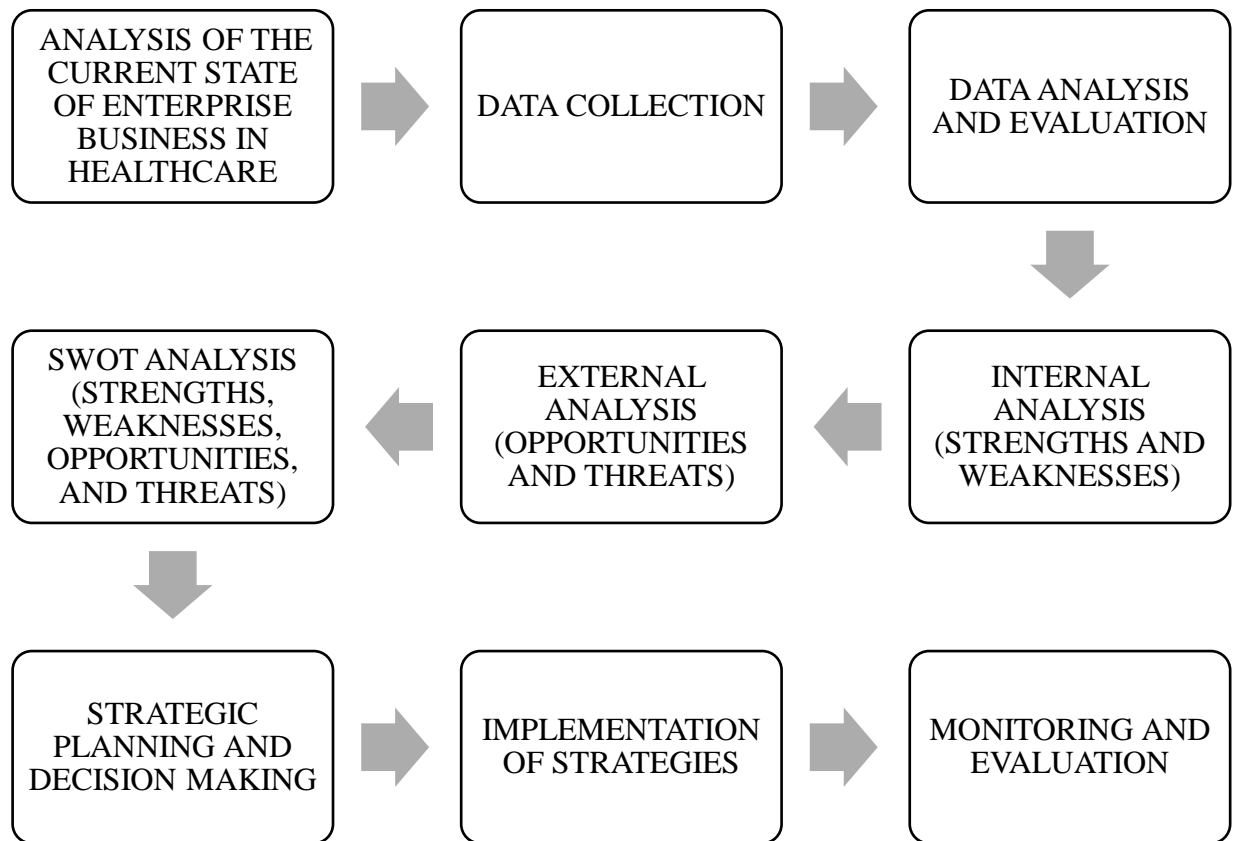 ANALYSIS OF THE
CURRENT STATE
OF ENTERPRISE
BUSINESS IN
HEALTHCARE
DATA COLLECTION
DATA ANALYSIS
AND EVALUATION
INTERNAL
ANALYSIS
(STRENGTHS AND
WEAKNESSES)
EXTERNAL
ANALYSIS
(OPPORTUNITIES
AND THREATS)
SWOT ANALYSIS
(STRENGTHS,
WEAKNESSES,
OPPORTUNITIES,
AND THREATS)
STRATEGIC
PLANNING AND
DECISION MAKING
IMPLEMENTATION
OF STRATEGIES
MONITORING AND
EVALUATION